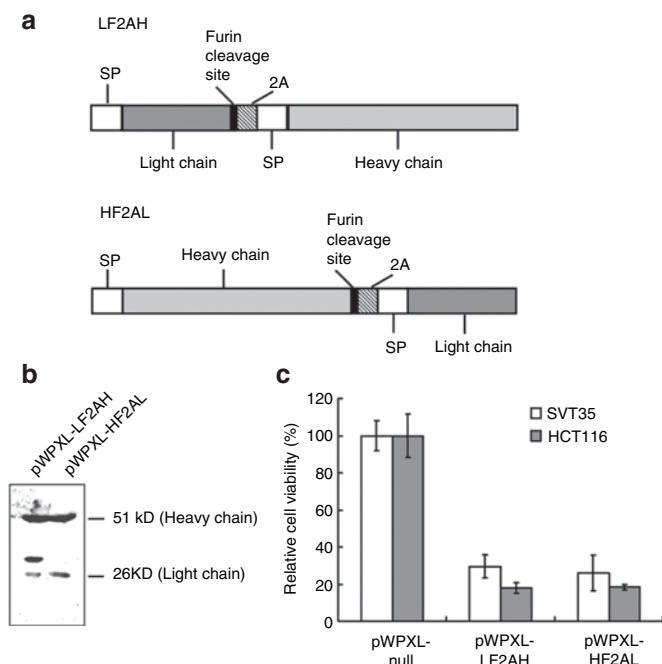 a
LF2AH
Furin
cleavage
site
2A
SP
Light chain
SP
Heavy chain
HF2AL
Furin
cleavage
site
2A
Heavy chain
SP
SP
Light chain
b
pWPXL-LF2AH
pWPXL-HF2AL
51 kD (Heavy chain)
26KD (Light chain)
c
Relative cell viability (%)
120
100
80
60
40
20
0
SVT35
HCT116
pWPXL-
null
pWPXL-
LF2AH
pWPXL-
HF2AL